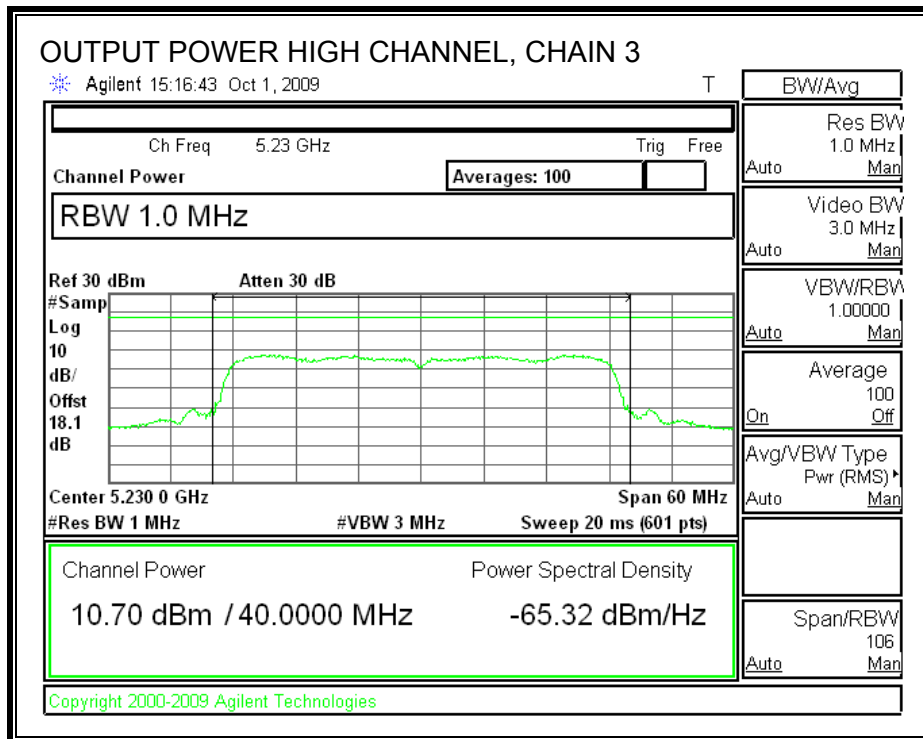 OUTPUT POWER HIGH CHANNEL, CHAIN 3
Agilent 15:16:43 Oct 1, 2009 T
Ch Freq 5.23 GHz Trig Free
Channel Power Averages: 100
RBW 1.0 MHz
Ref 30 dBm Atten 30 dB
#Samp
Log
10
dB/
Offst
18.1
dB
Center 5.230 0 GHz Span 60 MHz
#Res BW 1 MHz #VBW 3 MHz Sweep 20 ms (601 pts)
Channel Power Power Spectral Density
10.70 dBm / 40.0000 MHz -65.32 dBm/Hz
Copyright 2000-2009 Agilent Technologies
BW/Avg
Res BW
1.0 MHz
Auto Man
Video BW
3.0 MHz
Auto Man
VBW/RBW
1.00000
Auto Man
Average
100
On Off
Avg/VBW Type
Pwr (RMS)
Auto Man
Span/RBW
106
Auto Man